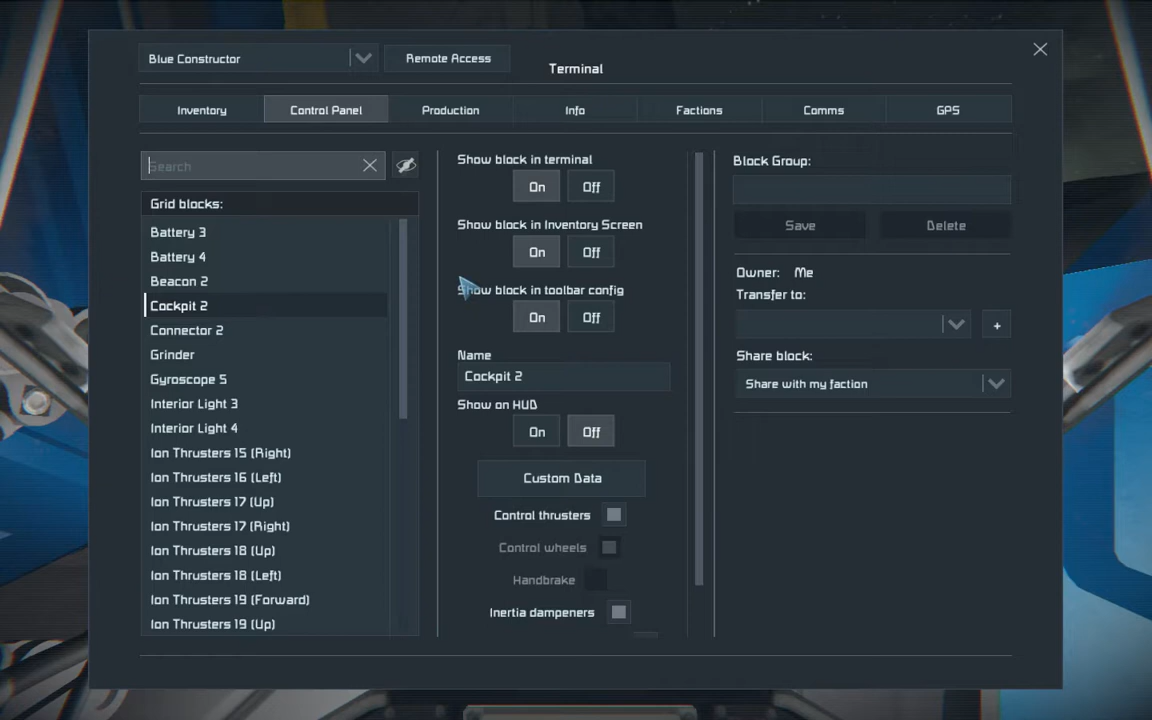 Blue Constructor
Remote Access
Terminal
Inventory
Control Panel
Production
Info
Factions
Comms
GPS
Search
Grid blocks:
Battery 3
Battery 4
Beacon 2
Cockpit 2
Connector 2
Grinder
Gyroscope 5
Interior Light 3
Interior Light 4
Ion Thrusters 15 (Right)
Ion Thrusters 16 (Left)
Ion Thrusters 17 (Up)
Ion Thrusters 17 (Right)
Ion Thrusters 18 (Up)
Ion Thrusters 18 (Left)
Ion Thrusters 19 (Forward)
Ion Thrusters 19 (Up)
Show block in terminal
On Off
Show block in Inventory Screen
On Off
Show block in toolbar config
On Off
Name
Cockpit 2
Show on HUD
On Off
Custom Data
Control thrusters
Control wheels
Handbrake
Inertia dampeners
Block Group:
Save
Delete
Owner: Me
Transfer to:
+
Share block:
Share with my faction